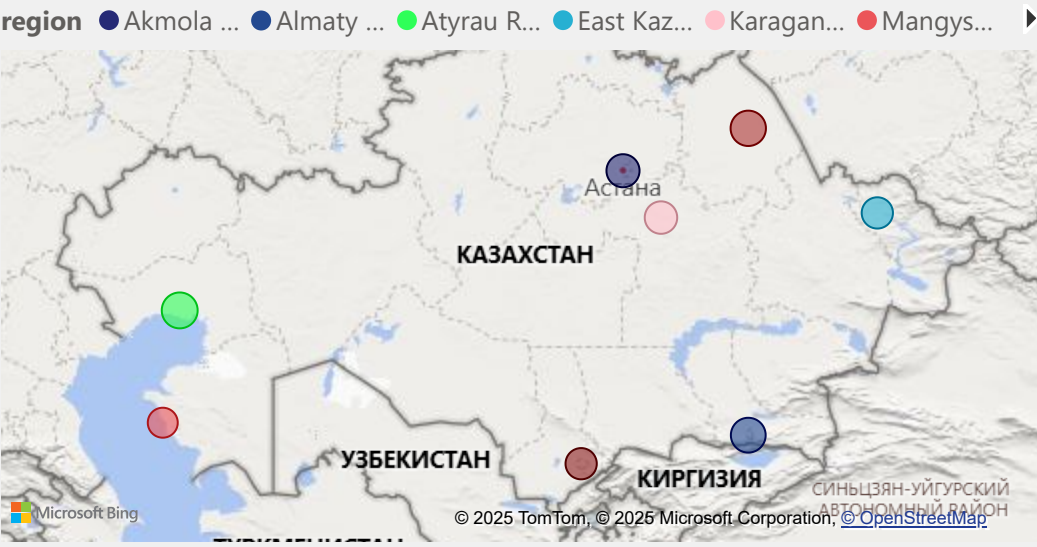 region Akmola ... Almaty ... Atyrau R... East Kaz... Karagan... Mangys...
Астана
КАЗАХСТАН
УЗБЕКИСТАН
КИРГИЗИЯ
СИНЬЦЗЯН-УЙГУРСКИЙ
АВТОНОМНЫЙ РАЙОН
Microsoft Bing
© 2025 TomTom, © 2025 Microsoft Corporation, © OpenStreetMap
ТУРКМЕНИСТАН